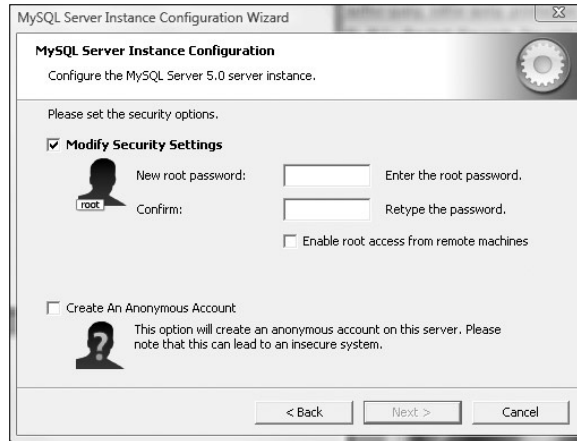 MySQL Server Instance Configuration Wizard
MySQL Server Instance Configuration
Configure the MySQL Server 5.0 server instance.
Please set the security options.
Modify Security Settings
root
New root password:
Enter the root password.
Confirm:
Retype the password.
Enable root access from remote machines
Create An Anonymous Account
?
This option will create an anonymous account on this server. Please
note that this can lead to an insecure system.
< Back
Next >
Cancel